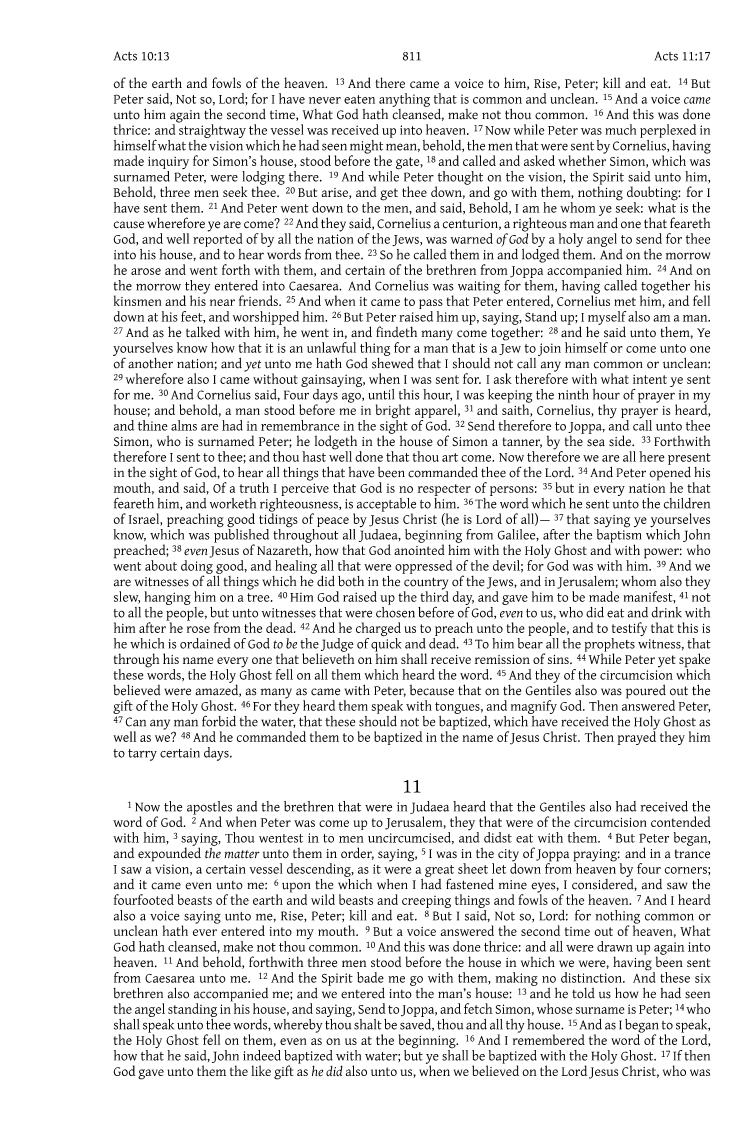 Acts 10:13 811 Acts 11:17
of the earth and fowls of the heaven. 13 And there came a voice to him, Rise, Peter; kill and eat. 14 But
Peter said, Not so, Lord; for I have never eaten anything that is common and unclean. 15 And a voice came
unto him again the second time, What God hath cleansed, make not thou common. 16 And this was done
thrice: and straightway the vessel was received up into heaven. 17 Now while Peter was much perplexed in
himself what the vision which he had seen might mean, behold, the men that were sent by Cornelius, having
made inquiry for Simon’s house, stood before the gate, 18 and called and asked whether Simon, which was
surnamed Peter, were lodging there. 19 And while Peter thought on the vision, the Spirit said unto him,
Behold, three men seek thee. 20 But arise, and get thee down, and go with them, nothing doubting: for I
have sent them. 21 And Peter went down to the men, and said, Behold, I am he whom ye seek: what is the
cause wherefore ye are come? 22 And they said, Cornelius a centurion, a righteous man and one that feareth
God, and well reported of by all the nation of the Jews, was warned of God by a holy angel to send for thee
into his house, and to hear words from thee. 23 So he called them in and lodged them. And on the morrow
he arose and went forth with them, and certain of the brethren from Joppa accompanied him. 24 And on
the morrow they entered into Caesarea. And Cornelius was waiting for them, having called together his
kinsmen and his near friends. 25 And when it came to pass that Peter entered, Cornelius met him, and fell
down at his feet, and worshipped him. 26 But Peter raised him up, saying, Stand up; I myself also am a man.
27 And as he talked with him, he went in, and findeth many come together: 28 and he said unto them, Ye
yourselves know how that it is an unlawful thing for a man that is a Jew to join himself or come unto one
of another nation; and yet unto me hath God shewed that I should not call any man common or unclean:
29 wherefore also I came without gainsaying, when I was sent for. I ask therefore with what intent ye sent
for me. 30 And Cornelius said, Four days ago, until this hour, I was keeping the ninth hour of prayer in my
house; and behold, a man stood before me in bright apparel, 31 and saith, Cornelius, thy prayer is heard,
and thine alms are had in remembrance in the sight of God. 32 Send therefore to Joppa, and call unto thee
Simon, who is surnamed Peter; he lodgeth in the house of Simon a tanner, by the sea side. 33 Forthwith
therefore I sent to thee; and thou hast well done that thou art come. Now therefore we are all here present
in the sight of God, to hear all things that have been commanded thee of the Lord. 34 And Peter opened his
mouth, and said, Of a truth I perceive that God is no respecter of persons: 35 but in every nation he that
feareth him, and worketh righteousness, is acceptable to him. 36 The word which he sent unto the children
of Israel, preaching good tidings of peace by Jesus Christ (he is Lord of all)— 37 that saying ye yourselves
know, which was published throughout all Judaea, beginning from Galilee, after the baptism which John
preached; 38 even Jesus of Nazareth, how that God anointed him with the Holy Ghost and with power: who
went about doing good, and healing all that were oppressed of the devil; for God was with him. 39 And we
are witnesses of all things which he did both in the country of the Jews, and in Jerusalem; whom also they
slew, hanging him on a tree. 40 Him God raised up the third day, and gave him to be made manifest, 41 not
to all the people, but unto witnesses that were chosen before of God, even to us, who did eat and drink with
him after he rose from the dead. 42 And he charged us to preach unto the people, and to testify that this is
he which is ordained of God to be the Judge of quick and dead. 43 To him bear all the prophets witness, that
through his name every one that believeth on him shall receive remission of sins. 44 While Peter yet spake
these words, the Holy Ghost fell on all them which heard the word. 45 And they of the circumcision which
believed were amazed, as many as came with Peter, because that on the Gentiles also was poured out the
gift of the Holy Ghost. 46 For they heard them speak with tongues, and magnify God. Then answered Peter,
47 Can any man forbid the water, that these should not be baptized, which have received the Holy Ghost as
well as we? 48 And he commanded them to be baptized in the name of Jesus Christ. Then prayed they him
to tarry certain days.
11
1 Now the apostles and the brethren that were in Judaea heard that the Gentiles also had received the
word of God. 2 And when Peter was come up to Jerusalem, they that were of the circumcision contended
with him, 3 saying, Thou wentest in to men uncircumcised, and didst eat with them. 4 But Peter began,
and expounded the matter unto them in order, saying, 5 I was in the city of Joppa praying: and in a trance
I saw a vision, a certain vessel descending, as it were a great sheet let down from heaven by four corners;
and it came even unto me: 6 upon the which when I had fastened mine eyes, I considered, and saw the
fourfooted beasts of the earth and wild beasts and creeping things and fowls of the heaven. 7 And I heard
also a voice saying unto me, Rise, Peter; kill and eat. 8 But I said, Not so, Lord: for nothing common or
unclean hath ever entered into my mouth. 9 But a voice answered the second time out of heaven, What
God hath cleansed, make not thou common. 10 And this was done thrice: and all were drawn up again into
heaven. 11 And behold, forthwith three men stood before the house in which we were, having been sent
from Caesarea unto me. 12 And the Spirit bade me go with them, making no distinction. And these six
brethren also accompanied me; and we entered into the man’s house: 13 and he told us how he had seen
the angel standing in his house, and saying, Send to Joppa, and fetch Simon, whose surname is Peter; 14 who
shall speak unto thee words, whereby thou shalt be saved, thou and all thy house. 15 And as I began to speak,
the Holy Ghost fell on them, even as on us at the beginning. 16 And I remembered the word of the Lord,
how that he said, John indeed baptized with water; but ye shall be baptized with the Holy Ghost. 17 If then
God gave unto them the like gift as he did also unto us, when we believed on the Lord Jesus Christ, who was